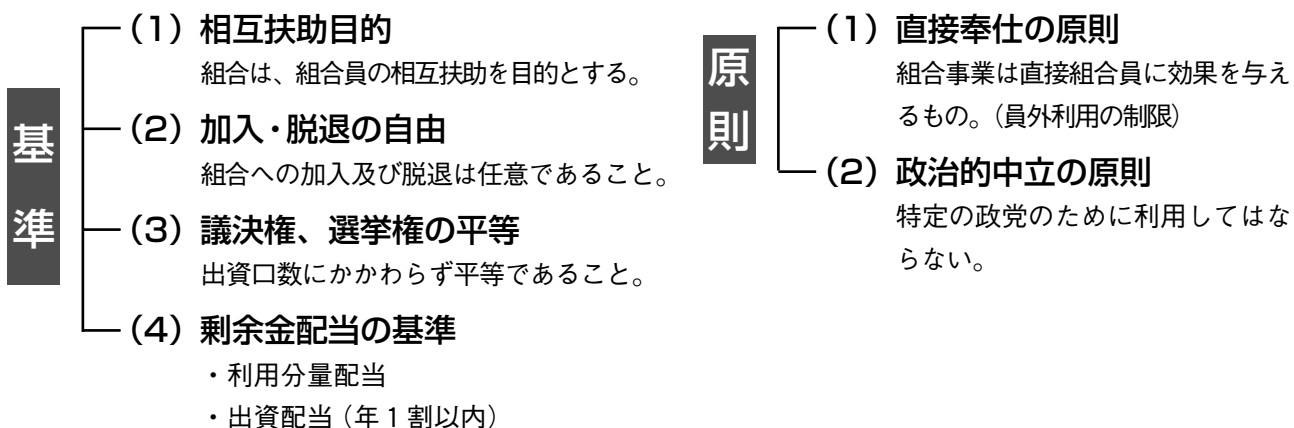 基準
(1) 相互扶助目的
組合は、組合員の相互扶助を目的とする。
(2) 加入・脱退の自由
組合への加入及び脱退は任意であること。
(3) 議決権、選挙権の平等
出資口数にかかわらず平等であること。
(4) 剰余金配当の基準
・利用分量配当
・出資配当（年1割以内）
原則
(1) 直接奉仕の原則
組合事業は直接組合員に効果を与え
るもの。（員外利用の制限）
(2) 政治的中立の原則
特定の政党のために利用してはな
らない。